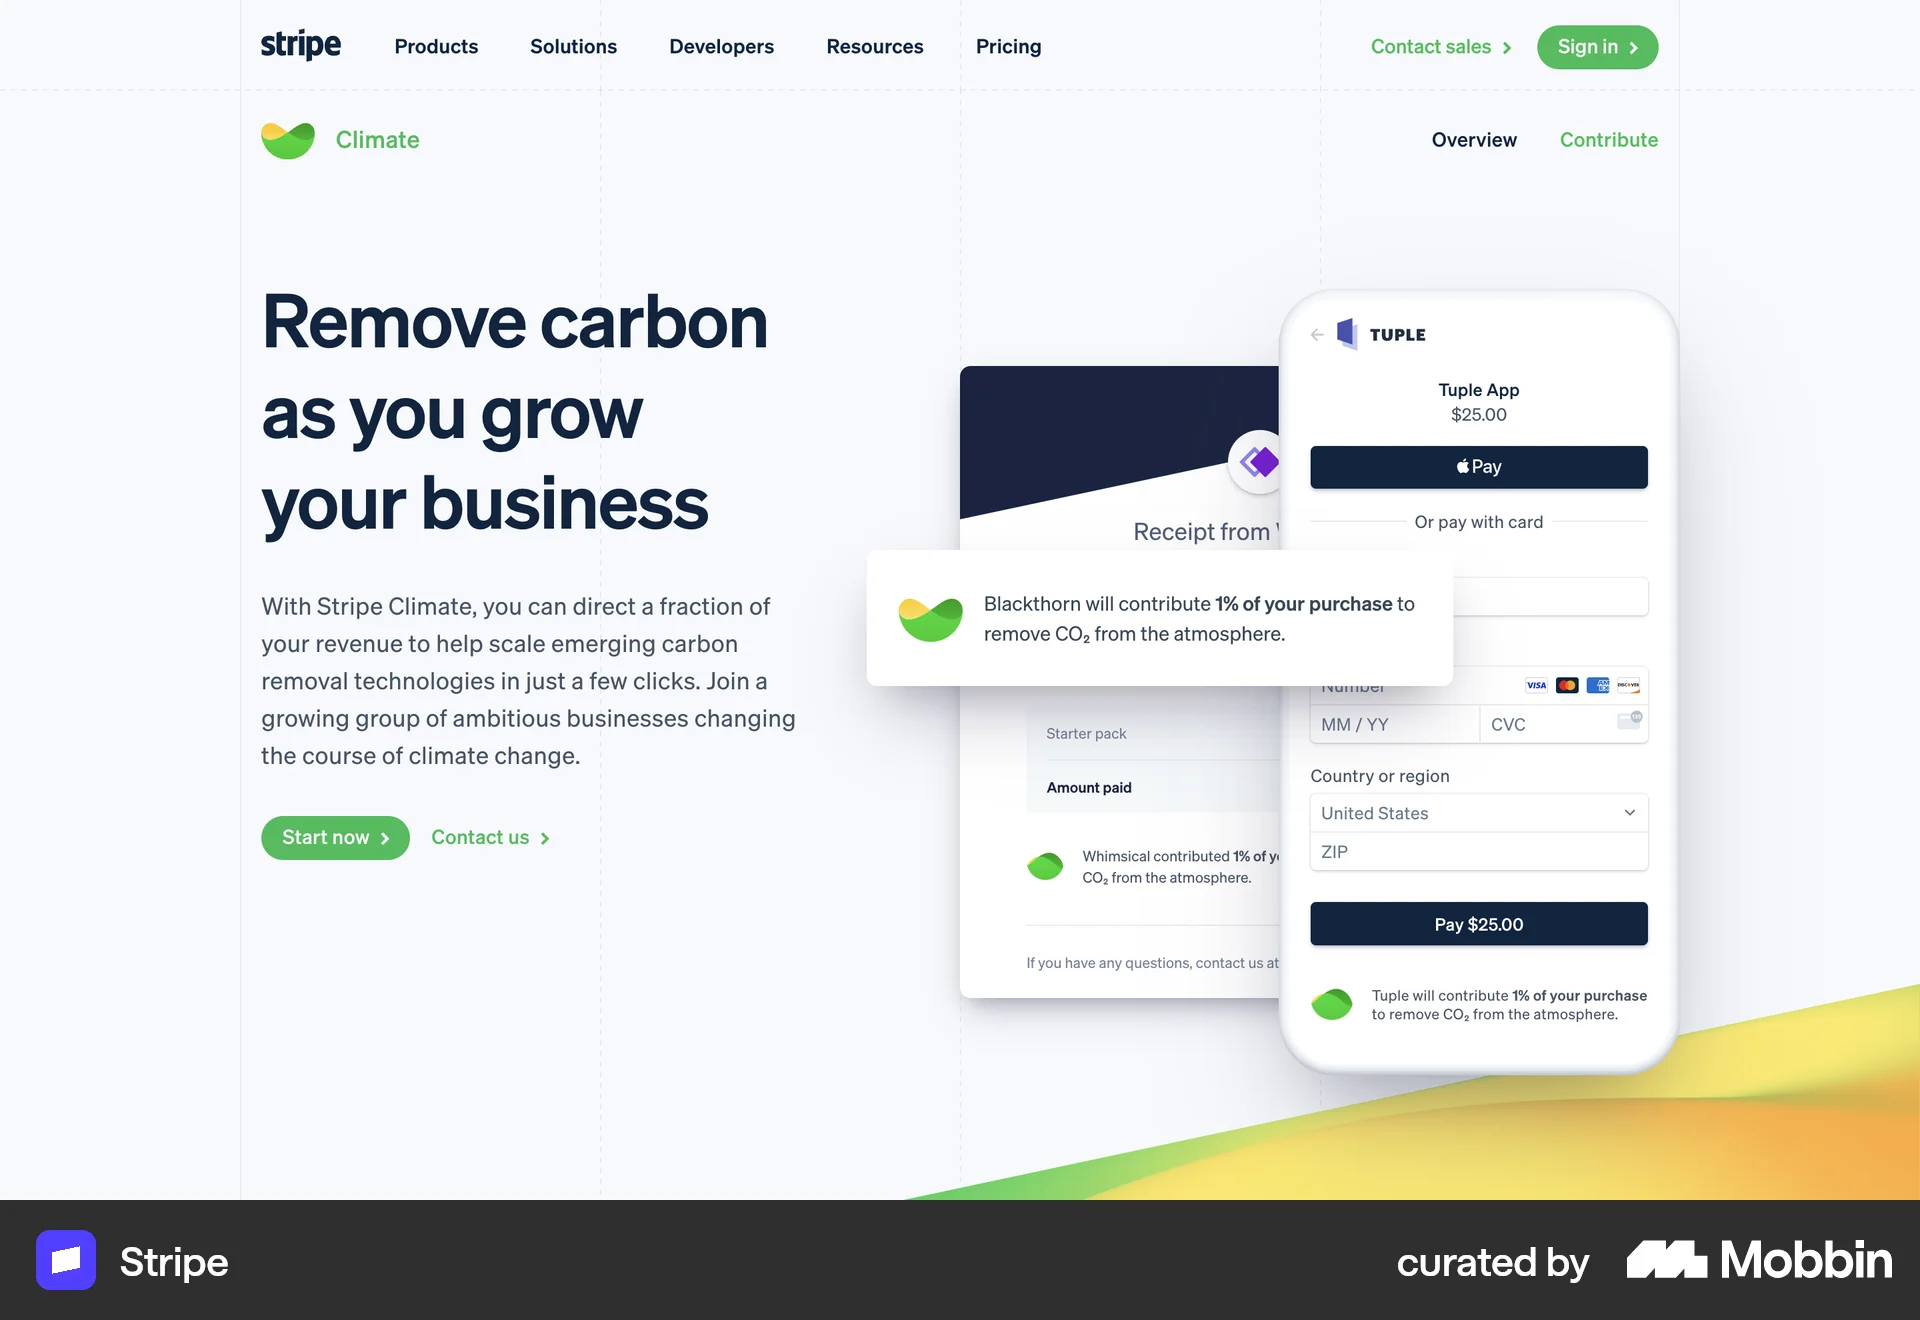 stripe
Products
Solutions
Developers
Resources
Pricing
Contact sales
Sign in
Climate
Overview
Contribute
Remove carbon
as you grow
your business
With Stripe Climate, you can direct a fraction of
your revenue to help scale emerging carbon
removal technologies in just a few clicks. Join a
growing group of ambitious businesses changing
the course of climate change.
Start now
Contact us
Receipt from
Blackthorn will contribute 1% of your purchase to
remove CO₂ from the atmosphere.
Starter pack
Amount paid
Whimsical contributed 1% of
CO₂ from the atmosphere.
If you have any questions, contact us at
TUPLE
Tuple App
$25.00
Pay
Or pay with card
Number
VISA
AMEX
DISCOVER
MM / YY
CVC
Country or region
United States
ZIP
Pay $25.00
Tuple will contribute 1% of your purchase
to remove CO₂ from the atmosphere.
Stripe
curated by
Mobbin